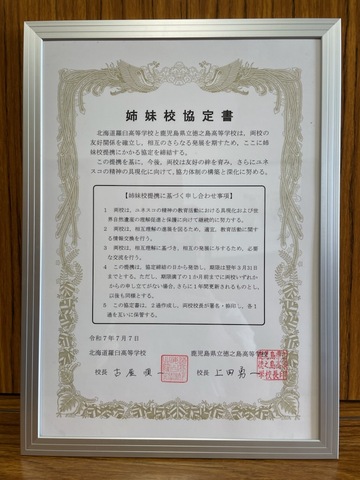 姉妹校協定書
北海道羅臼高等学校と鹿児島県立徳之島高等学校は、両校の
友好関係を確立し、相互のさらなる発展を期すため、ここに姉
妹校提携にかかる協定を締結する。
この提携を基に、今後、両校は友好の絆を育み、さらにユネ
スコの精神の具現化に向けて、協力体制の構築と深化に努める。
【姉妹校提携に基づく申し合わせ事項】
1 両校は、ユネスコの精神の教育活動における具現化および世
界自然遺産の理解促進と保護に向けて継続的に努力する。
2 両校は、相互理解の進展を図るため、適宜、教育活動に関す
る情報交換を行う。
3 両校は、相互理解に基づき、相互の発展に与するため、必要
な交流を行う。
4 この提携は、協定締結の日から発効し、期限は翌年3月31日
までとする。ただし、期限満了の1か月前までに両校いずれか
からの申し立てがない場合、さらに1年間更新されるものとし、
以後も同様とする。
5 この協定書は、2通作成し、両校校長が署名・捺印し、各1
通を互いに保管する。
令和7年7月7日
北海道羅臼高等学校 鹿児島県立徳之島高等学校
校長 校長 上田勇一